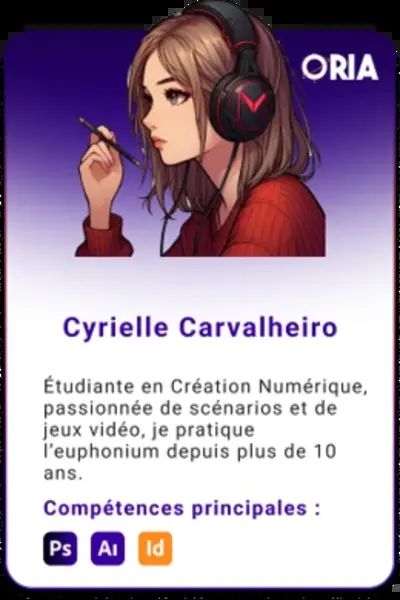 ORIA
Cyrielle Carvalheiro
Étudiante en Création Numérique,
passionnée de scénarios et de
jeux vidéo, je pratique
l’euphonium depuis plus de 10
ans.
Compétences principales :
Ps Ai Id